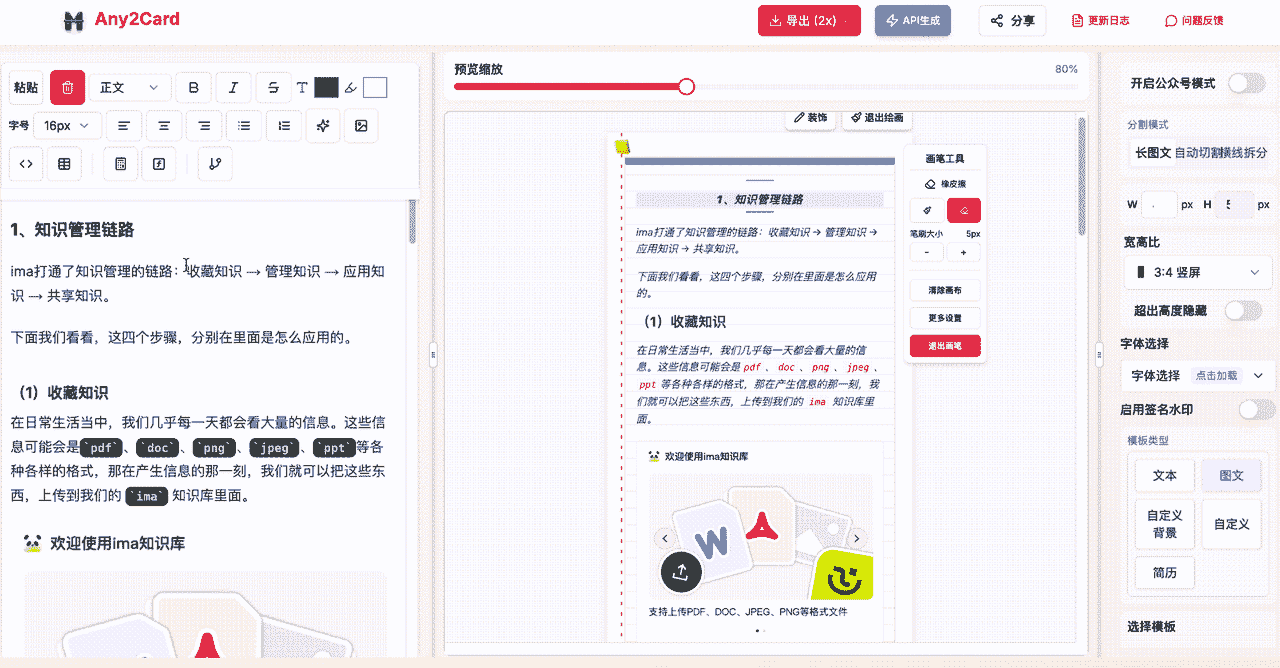 Any2Card
导出 (2x)
API生成
分享
更新日志
问题反馈
粘贴
正文
B
I
S
T
字号
16px
1、知识管理链路
ima打通了知识管理的链路：收藏知识 → 管理知识 → 应用知
识 → 共享知识。
下面我们看看，这四个步骤，分别在里面是怎么应用的。
（1）收藏知识
在日常生活当中，我们几乎每一天都会看大量的信息。这些信
息可能会是`pdf`、`doc`、`png`、`jpeg`、`ppt`等各
种各样的格式，那在产生信息的那一刻，我们就可以把这些东
西，上传到我们的 `ima` 知识库里面。
欢迎使用ima知识库
预览缩放
80%
装饰
退出绘画
1、知识管理链路
ima打通了知识管理的链路：收藏知识 → 管理知识 →
应用知识 → 共享知识。
下面我们看看，这四个步骤，分别在里面是怎么应用
的。
（1）收藏知识
在日常生活当中，我们几乎每一天都会看大量的信
息。这些信息可能会是 pdf 、 doc 、 png 、 jpeg 、
ppt 等各种各样的格式，那在产生信息的那一刻，我
们就可以把这些东西，上传到我们的 ima 知识库里
面。
欢迎使用ima知识库
W
支持上传PDF、DOC、JPEG、PNG等格式文件
画笔工具
橡皮擦
笔刷大小
5px
-
+
清除画布
更多设置
退出画笔
开启公众号模式
分割模式
长图文 自动切割 横线拆分
W
px
H
px
宽高比
3:4 竖屏
超出高度隐藏
字体选择
字体选择 点击加载
启用签名水印
模板类型
文本
图文
自定义
背景
自定义
简历
选择模板